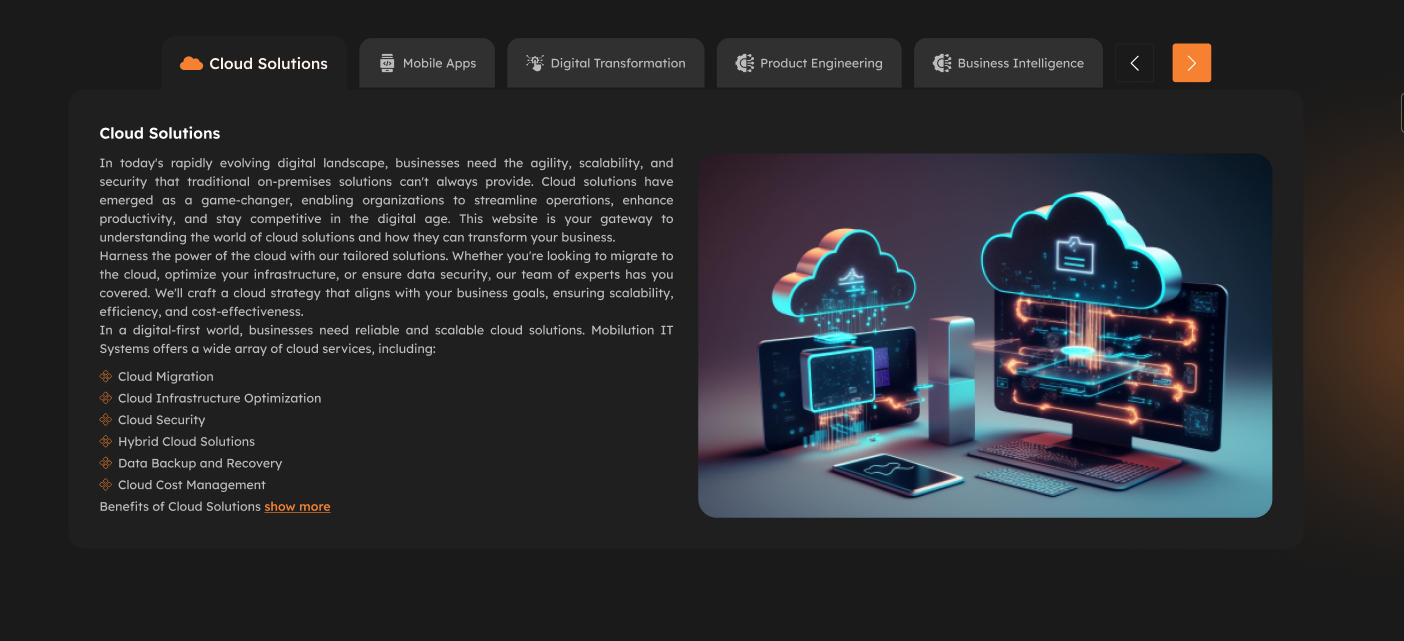 Cloud Solutions
Mobile Apps
Digital Transformation
Product Engineering
Business Intelligence
Cloud Solutions
In today's rapidly evolving digital landscape, businesses need the agility, scalability, and
security that traditional on-premises solutions can't always provide. Cloud solutions have
emerged as a game-changer, enabling organizations to streamline operations, enhance
productivity, and stay competitive in the digital age. This website is your gateway to
understanding the world of cloud solutions and how they can transform your business.
Harness the power of the cloud with our tailored solutions. Whether you're looking to migrate to
the cloud, optimize your infrastructure, or ensure data security, our team of experts has you
covered. We'll craft a cloud strategy that aligns with your business goals, ensuring scalability,
efficiency, and cost-effectiveness.
In a digital-first world, businesses need reliable and scalable cloud solutions. Mobilution IT
Systems offers a wide array of cloud services, including:
Cloud Migration
Cloud Infrastructure Optimization
Cloud Security
Hybrid Cloud Solutions
Data Backup and Recovery
Cloud Cost Management
Benefits of Cloud Solutions show more